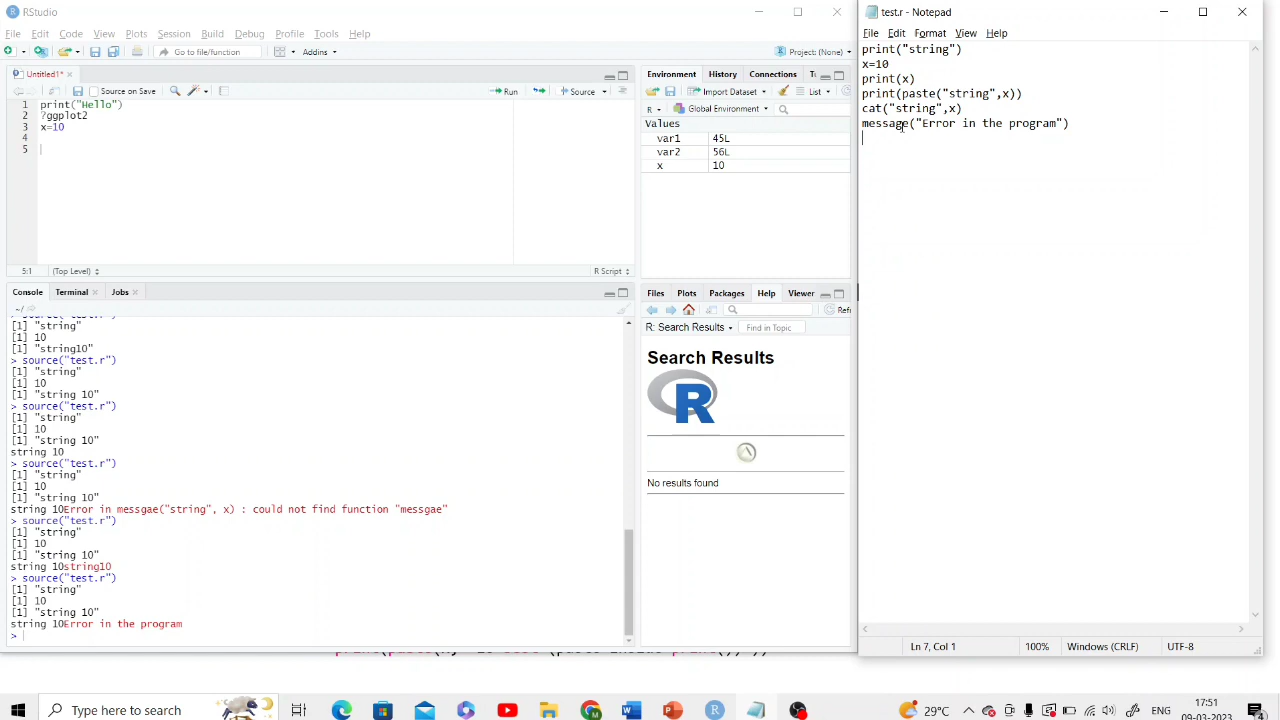 RStudio
File Edit Code View Plots Session Build Debug Profile Tools Help
Go to file/function
Addins
Project: (None)
Untitled1*
Source on Save
Run
Source
1 print("Hello")
2 ?ggplot2
3 x=10
4
5
5:1 (Top Level) R Script
Console Terminal Jobs
~/
[1] "string"
[1] 10
[1] "string10"
> source("test.r")
[1] "string"
[1] 10
[1] "string 10"
> source("test.r")
[1] "string"
[1] 10
[1] "string 10"
string 10
> source("test.r")
[1] "string"
[1] 10
[1] "string 10"
string 10Error in messgae("string", x) : could not find function "messgae"
> source("test.r")
[1] "string"
[1] 10
[1] "string 10"
string 10string10
> source("test.r")
[1] "string"
[1] 10
[1] "string 10"
string 10Error in the program
>
Environment History Connections
Import Dataset List
R Global Environment
Values
var1 45L
var2 56L
x 10
Files Plots Packages Help Viewer
Refr
R: Search Results Find in Topic
Search Results
R
No results found
test.r - Notepad
File Edit Format View Help
print("string")
x=10
print(x)
print(paste("string",x))
cat("string",x)
message("Error in the program")
Ln 7, Col 1 100% Windows (CRLF) UTF-8
Type here to search
29°C
ENG
17:51
09-03-2023